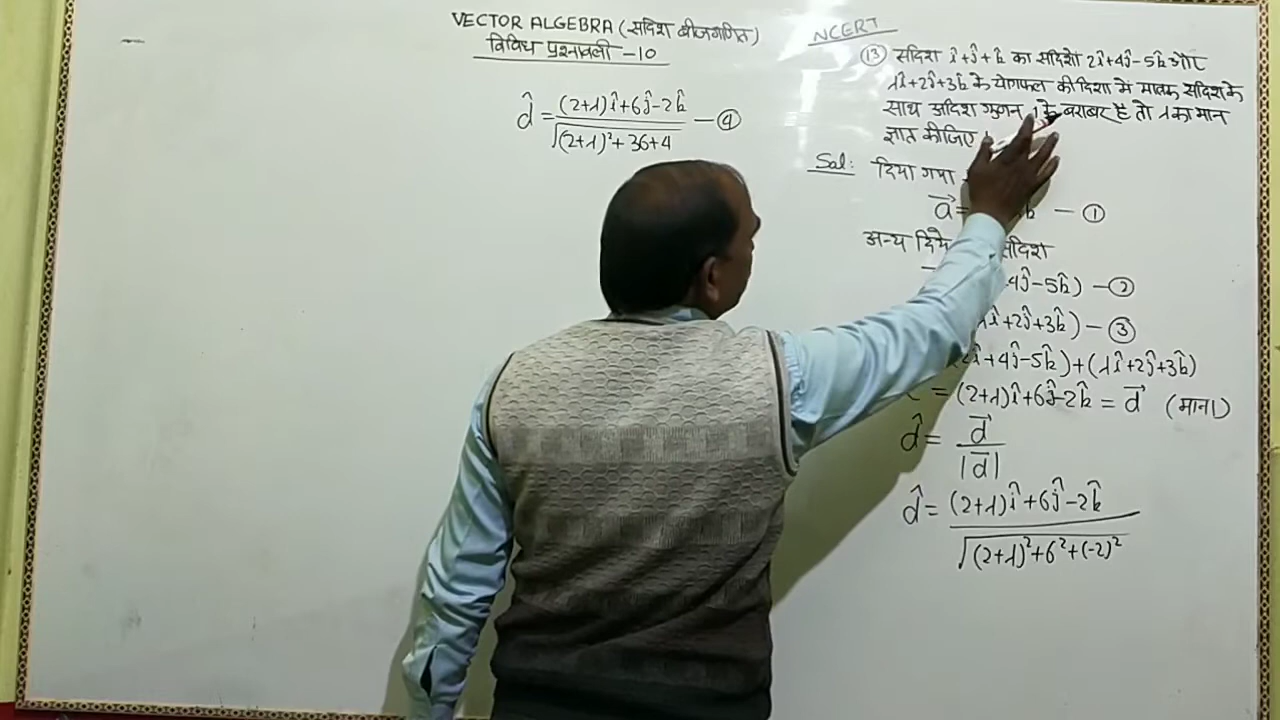 VECTOR ALGEBRA (सदिश बीजगणित)
विविध प्रश्नावली -10
d̂ = (2+λ)î+6ĵ-2k̂ / √(2+λ)²+36+4 — ④
NCERT
⑬ सदिश î+ĵ+k̂ का सदिशों 2î+4ĵ-5k̂ और
λî+2ĵ+3k̂ के योगफल की दिशा में मात्रक सदिश के
साथ अदिश गुणन 1 के बराबर है तो λ का मान
ज्ञात कीजिए।
Sol: दिया गया
a⃗ = k̂ — ①
अन्य दिये सदिश
4ĵ-5k̂) — ②
λî+2ĵ+3k̂) — ③
2î+4ĵ-5k̂)+(λî+2ĵ+3k̂)
= (2+λ)î+6ĵ-2k̂ = d⃗ (माना)
d̂ = d⃗ / |d⃗|
d̂ = (2+λ)î+6ĵ-2k̂ / √(2+λ)²+6²+(-2)²